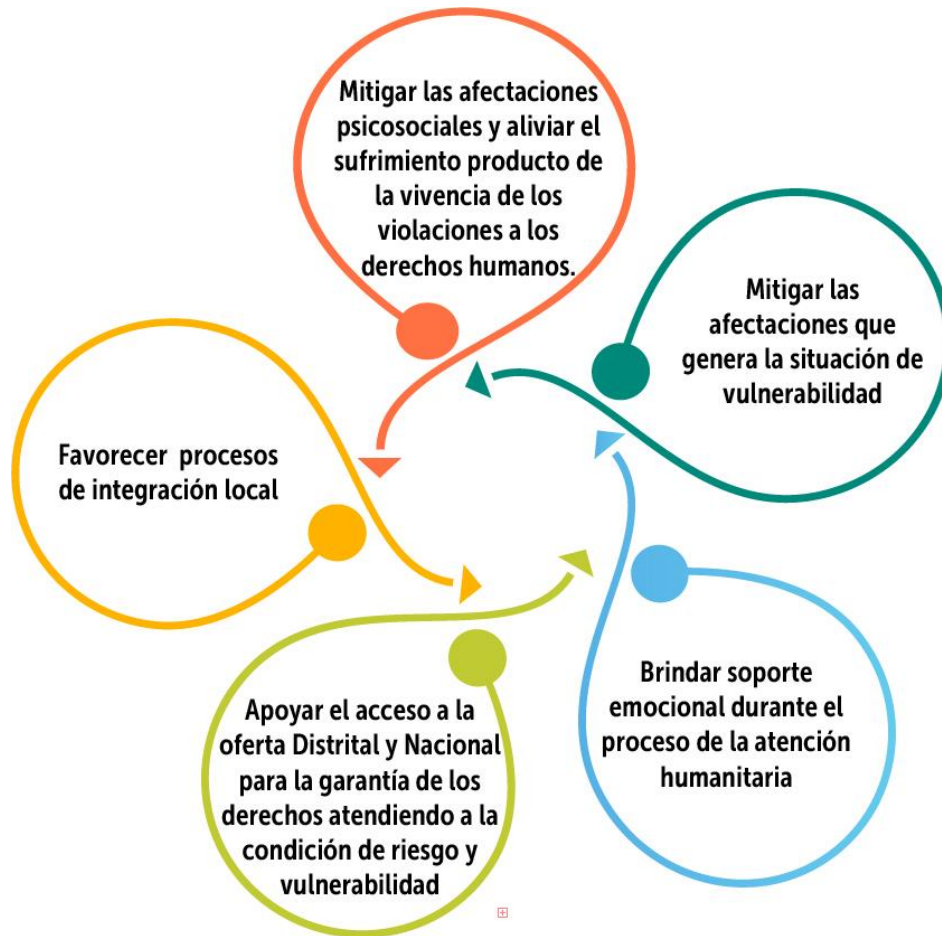 Mitigar las afectaciones
psicosociales y aliviar el
sufrimiento producto de
la vivencia de los
violaciones a los
derechos humanos.
Mitigar las
afectaciones que
genera la situación de
vulnerabilidad
Favorecer procesos
de integración local
Brindar soporte
emocional durante el
proceso de la atención
humanitaria
Apoyar el acceso a la
oferta Distrital y Nacional
para la garantía de los
derechos atendiendo a la
condición de riesgo y
vulnerabilidad